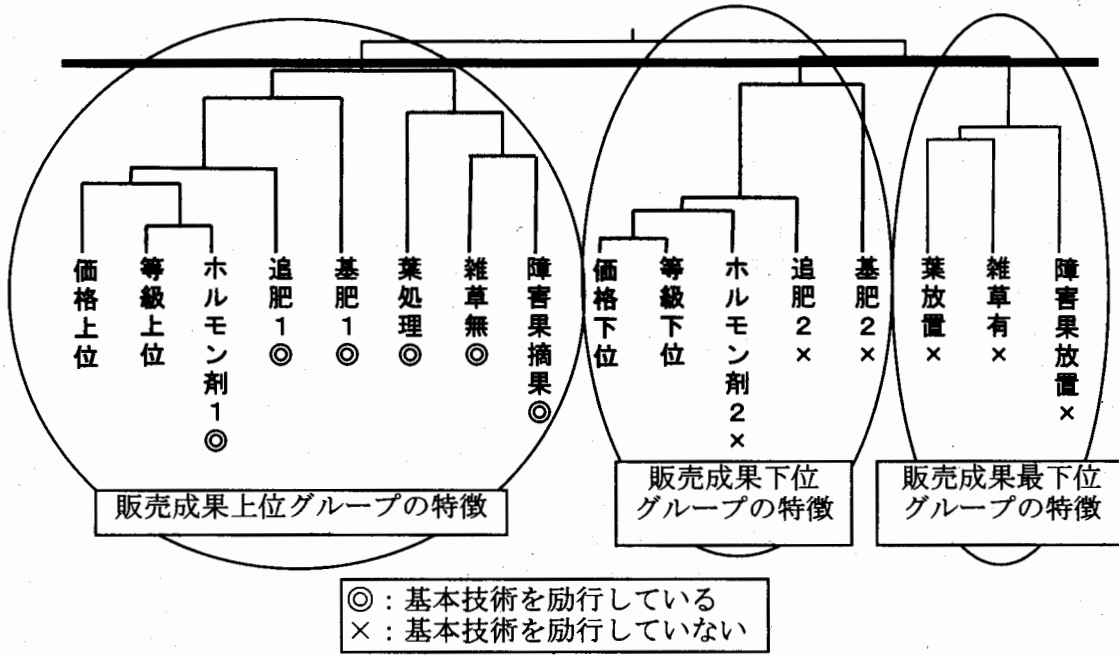 価格上位
等級上位
ホルモン剤1◎
追肥1◎
基肥1◎
葉処理◎
雑草無◎
障害果摘果◎
価格下位
等級下位
ホルモン剤2×
追肥2×
基肥2×
葉放置×
雑草有×
障害果放置×
販売成果上位グループの特徴
販売成果下位
グループの特徴
販売成果最下位
グループの特徴
◎：基本技術を励行している
×：基本技術を励行していない